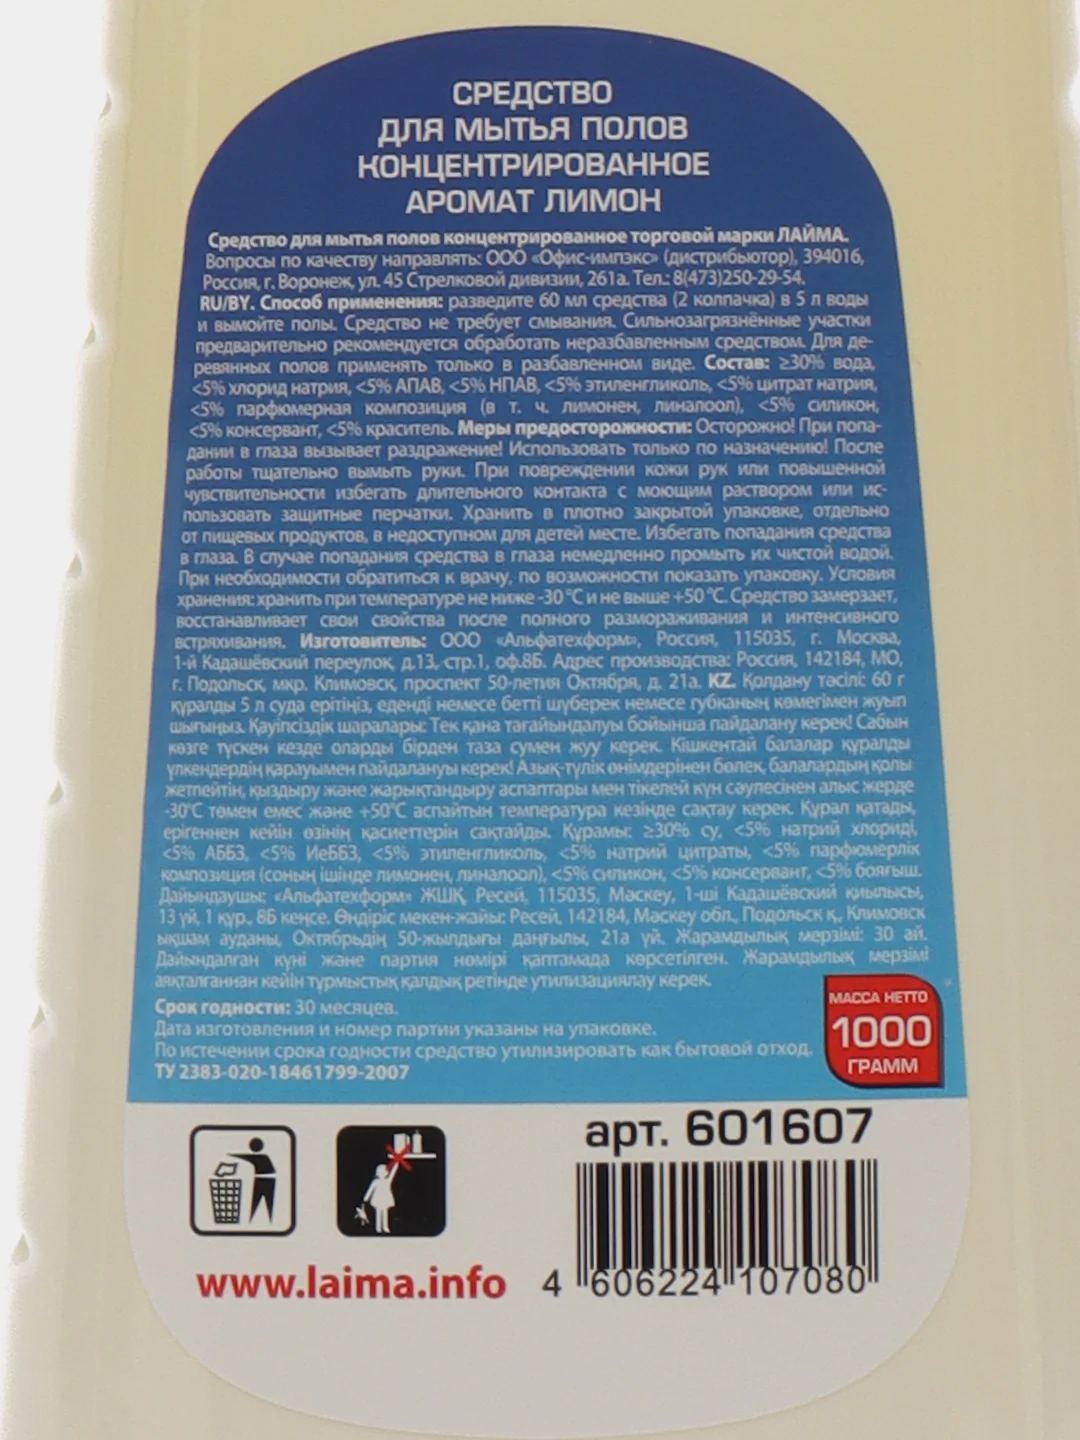 СРЕДСТВО
ДЛЯ МЫТЬЯ ПОЛОВ
КОНЦЕНТРИРОВАННОЕ
АРОМАТ ЛИМОН
Средство для мытья полов концентрированное торговой марки ЛАЙМА.
Вопросы по качеству направлять: ООО «Офис-импэкс» (дистрибьютор), 394016,
Россия, г. Воронеж, ул. 45 Стрелковой дивизии, 261а. Тел.: 8(473)250-29-54.
RU/BY. Способ применения: разведите 60 мл средства (2 колпачка) в 5 л воды
и вымойте полы. Средство не требует смывания. Сильнозагрязнённые участки
предварительно рекомендуется обработать неразбавленным средством. Для де-
ревянных полов применять только в разбавленном виде. Состав: ≥30% вода,
<5% хлорид натрия, <5% АПАВ, <5% НПАВ, <5% этиленгликоль, <5% цитрат натрия,
<5% парфюмерная композиция (в т. ч. лимонен, линалоол), <5% силикон,
<5% консервант, <5% краситель. Меры предосторожности: Осторожно! При попа-
дании в глаза вызывает раздражение! Использовать только по назначению! После
работы тщательно вымыть руки. При повреждении кожи рук или повышенной
чувствительности избегать длительного контакта с моющим раствором или ис-
пользовать защитные перчатки. Хранить в плотно закрытой упаковке, отдельно
от пищевых продуктов, в недоступном для детей месте. Избегать попадания средства
в глаза. В случае попадания средства в глаза немедленно промыть их чистой водой.
При необходимости обратиться к врачу, по возможности показать упаковку. Условия
хранения: хранить при температуре не ниже -30 °С и не выше +50 °С. Средство замерзает,
восстанавливает свои свойства после полного размораживания и интенсивного
встряхивания. Изготовитель: ООО «Альфатехформ», Россия, 115035, г. Москва,
1-й Кадашёвский переулок, д.13, стр.1, оф.8Б. Адрес производства: Россия, 142184, МО,
г. Подольск, мкр. Климовск, проспект 50-летия Октября, д. 21а. KZ. Қолдану тәсілі: 60 г
құралды 5 л суда ерітіңіз, еденді немесе бетті шүберек немесе губканың көмегімен жуып
шығыңыз. Қауіпсіздік шаралары: Тек қана тағайындалуы бойынша пайдалану керек! Сабын
көзге түскен кезде оларды бірден таза сумен жуу керек. Кішкентай балалар құралды
үлкендердің қарауымен пайдалануы керек! Азық-түлік өнімдерінен бөлек, балалардың қолы
жетпейтін, қыздыру және жарықтандыру аспаптары мен тікелей күн сәулесінен алыс жерде
-30°С төмен емес және +50°С аспайтын температура кезінде сақтау керек. Құрал қатады,
ерігеннен кейін өзінің қасиеттерін сақтайды. Құрамы: ≥30% су, <5% натрий хлориді,
<5% АББЗ, <5% ИеББЗ, <5% этиленгликоль, <5% натрий цитраты, <5% парфюмерлік
композиция (соның ішінде лимонен, линалоол), <5% силикон, <5% консервант, <5% бояғыш.
Дайындаушы: «Альфатехформ» ЖШҚ, Ресей, 115035, Мәскеу, 1-ші Кадашёвский қиылысы,
13 үй, 1 құр., 8Б кеңсе. Өндіріс мекен-жайы: Ресей, 142184, Мәскеу обл., Подольск қ., Климовск
ықшам ауданы, Октябрьдің 50-жылдығы даңғылы, 21а үй. Жарамдылық мерзімі: 30 ай.
Дайындалған күні және партия нөмірі қаптамада көрсетілген. Жарамдылық мерзімі
аяқталғаннан кейін тұрмыстық қалдық ретінде утилизациялау керек.
Срок годности: 30 месяцев.
Дата изготовления и номер партии указаны на упаковке.
По истечении срока годности средство утилизировать как бытовой отход.
ТУ 2383-020-18461799-2007
МАССА НЕТТО
1000
ГРАММ
арт. 601607
www.laima.info
4 606224 107080